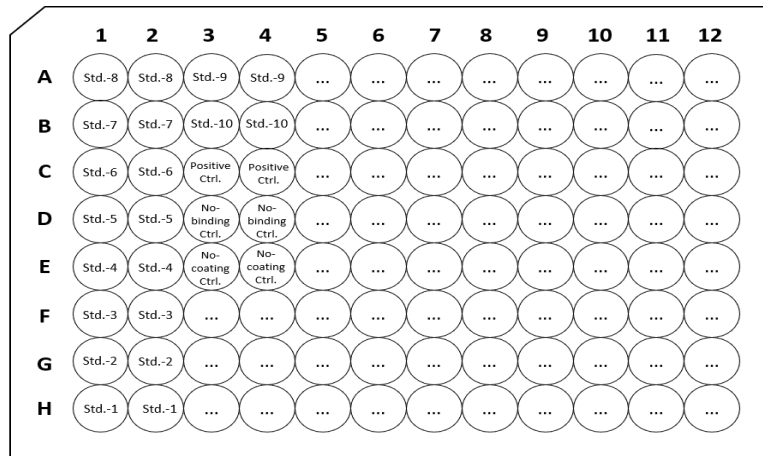 1 2 3 4 5 6 7 8 9 10 11 12
A Std.-8 Std.-8 Std.-9 Std.-9 ... ... ... ... ... ... ... ...
B Std.-7 Std.-7 Std.-10 Std.-10 ... ... ... ... ... ... ... ...
C Std.-6 Std.-6 Positive Ctrl. Positive Ctrl. ... ... ... ... ... ... ... ...
D Std.-5 Std.-5 No-binding Ctrl. No-binding Ctrl. ... ... ... ... ... ... ... ...
E Std.-4 Std.-4 No-coating Ctrl. No-coating Ctrl. ... ... ... ... ... ... ... ...
F Std.-3 Std.-3 ... ... ... ... ... ... ... ... ... ...
G Std.-2 Std.-2 ... ... ... ... ... ... ... ... ... ...
H Std.-1 Std.-1 ... ... ... ... ... ... ... ... ... ...